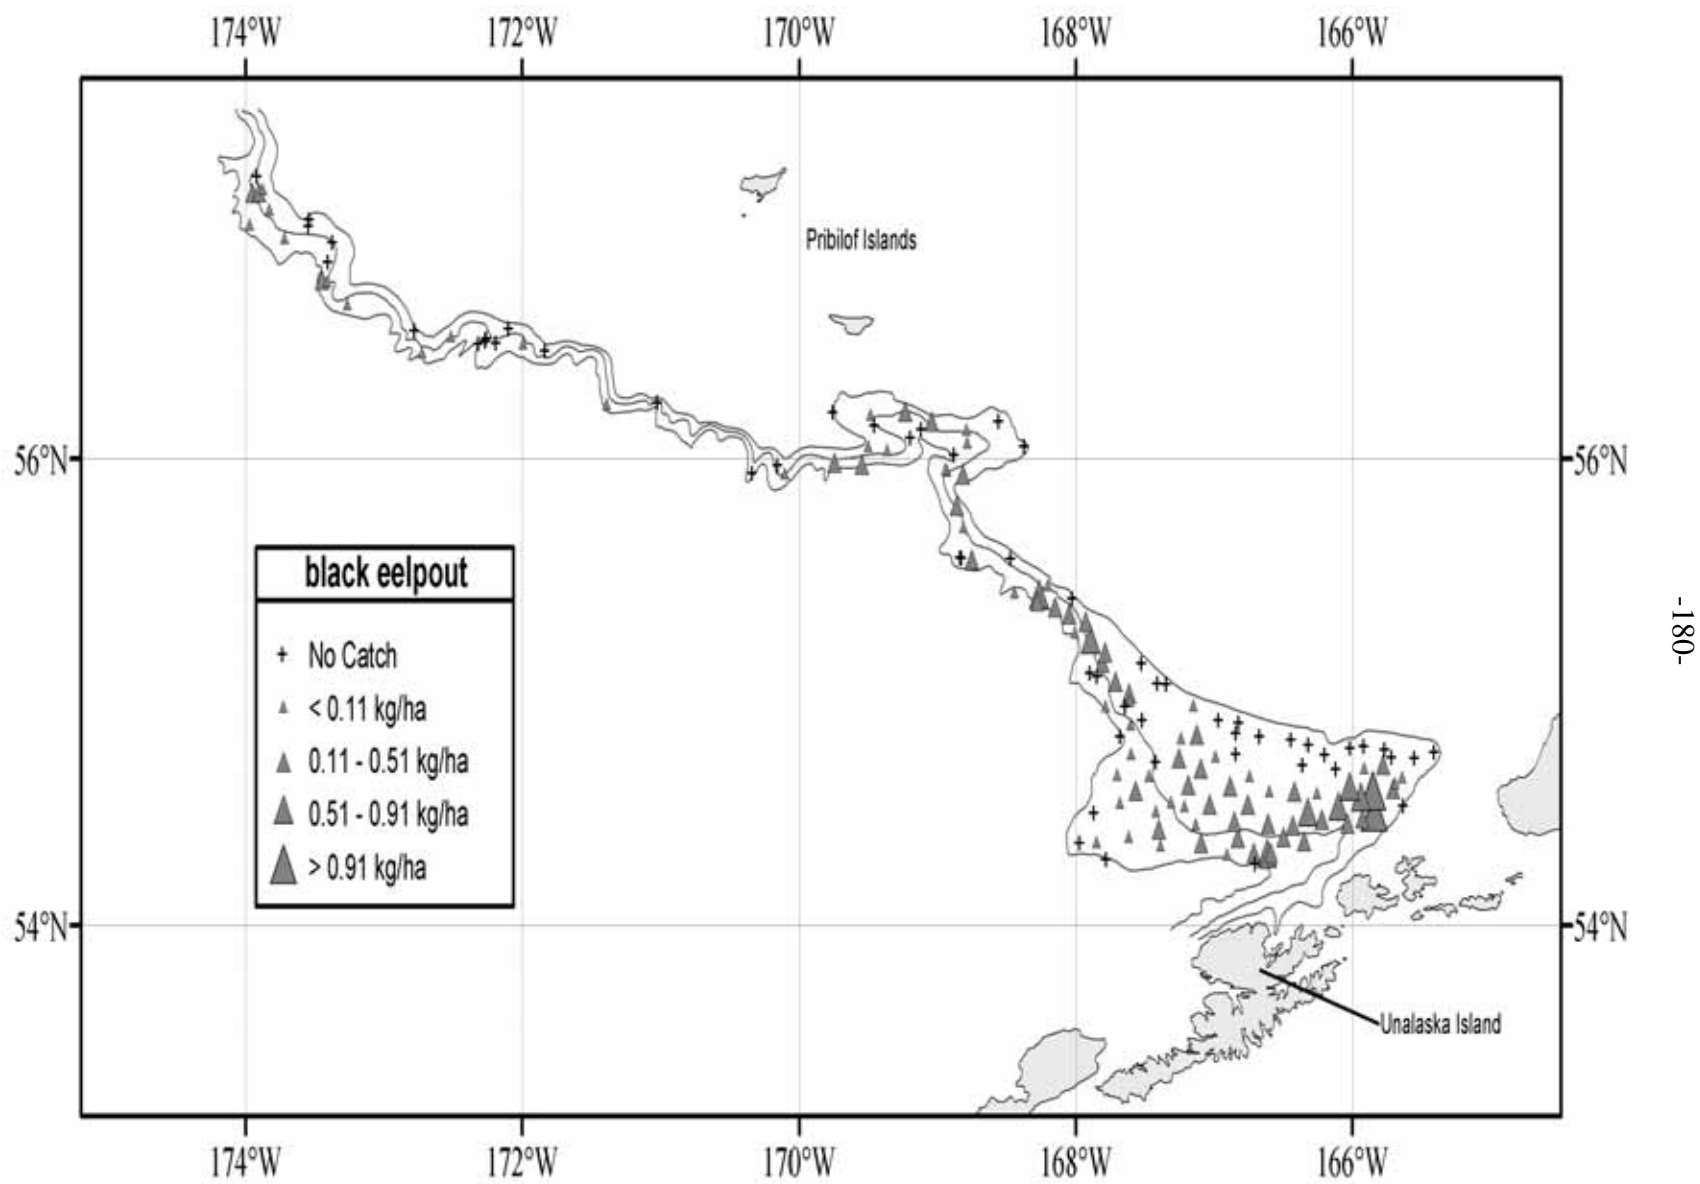 174°W 172°W 170°W 168°W 166°W
Pribilof Islands
56°N 56°N
black eelpout
No Catch
< 0.11 kg/ha
0.11 - 0.51 kg/ha
0.51 - 0.91 kg/ha
> 0.91 kg/ha
54°N 54°N
Unalaska Island
174°W 172°W 170°W 168°W 166°W
-180-